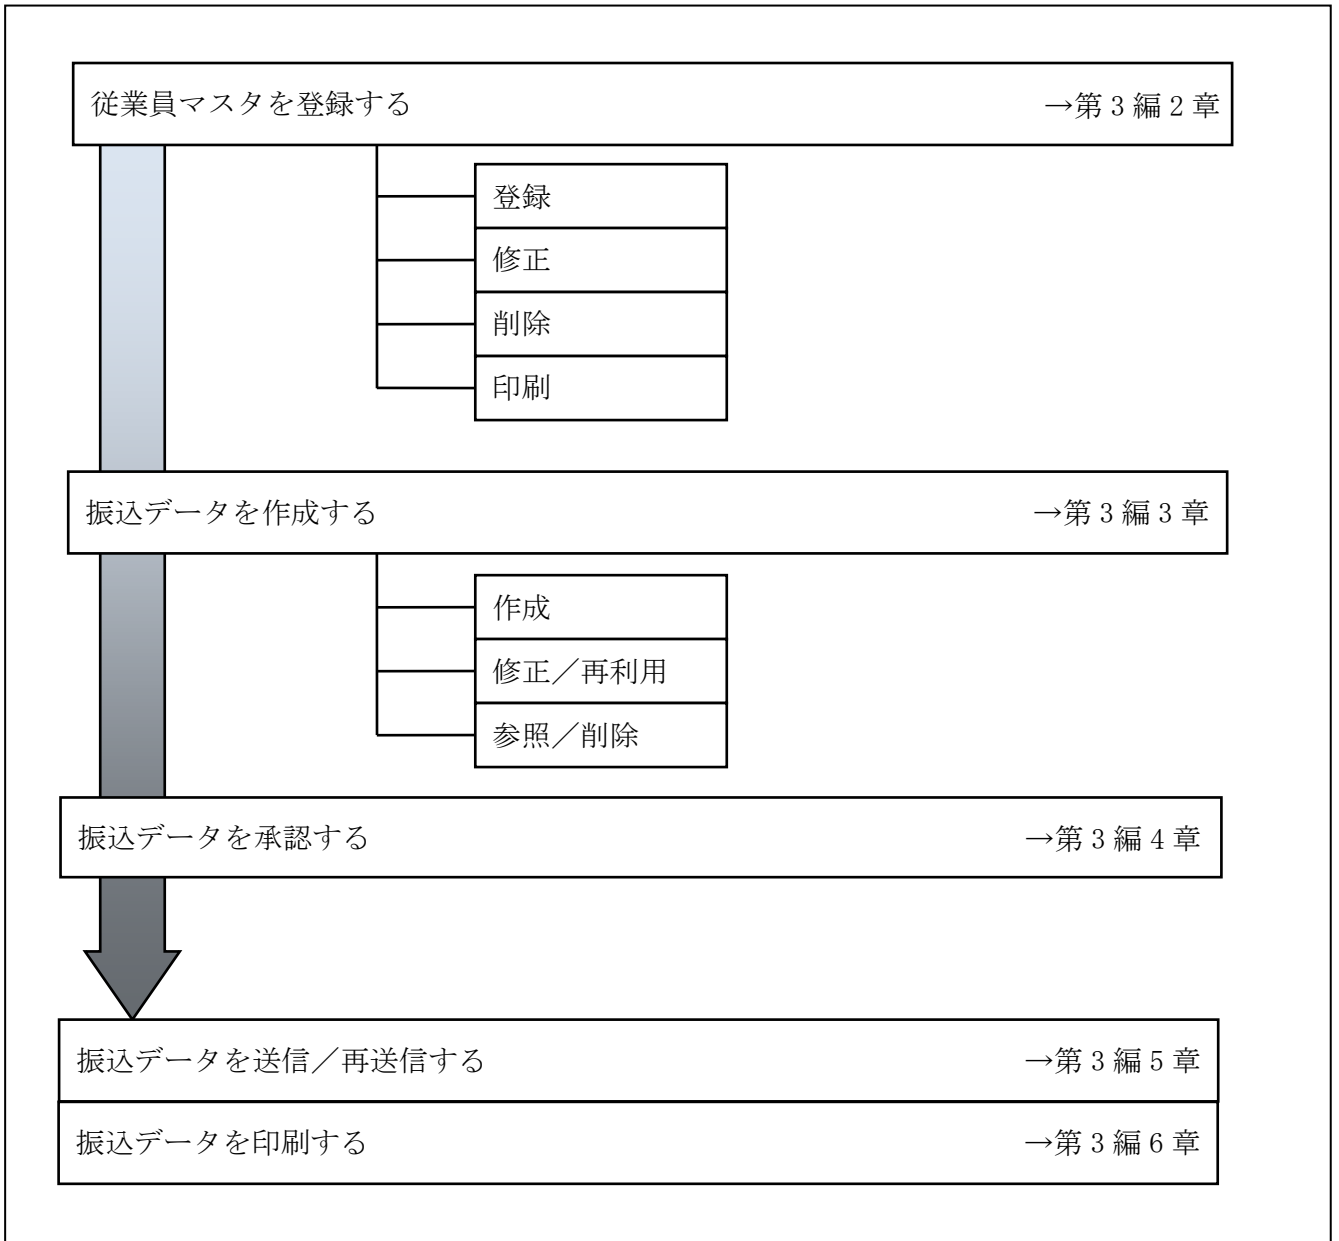 従業員マスタを登録する →第3編2章
登録
修正
削除
印刷
振込データを作成する →第3編3章
作成
修正／再利用
参照／削除
振込データを承認する →第3編4章
振込データを送信／再送信する →第3編5章
振込データを印刷する →第3編6章